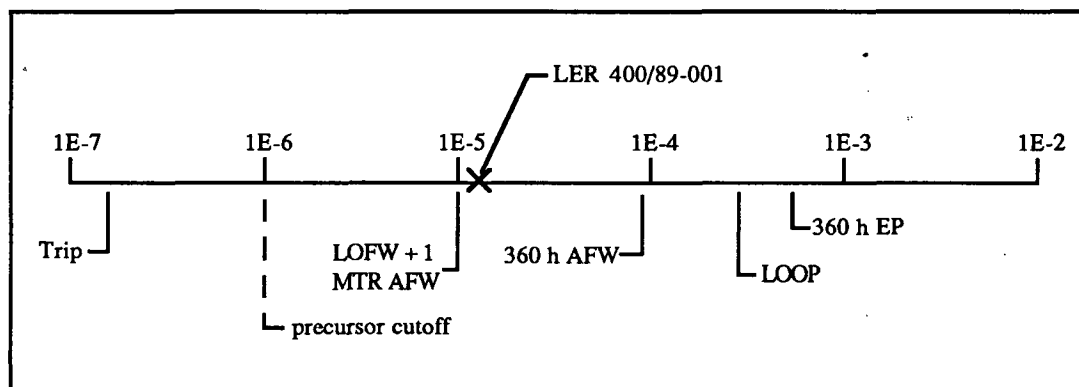 LER 400/89-001
1E-7 1E-6 1E-5 1E-4 1E-3 1E-2
Trip
LOFW + 1
MTR AFW
360 h AFW
360 h EP
LOOP
precursor cutoff